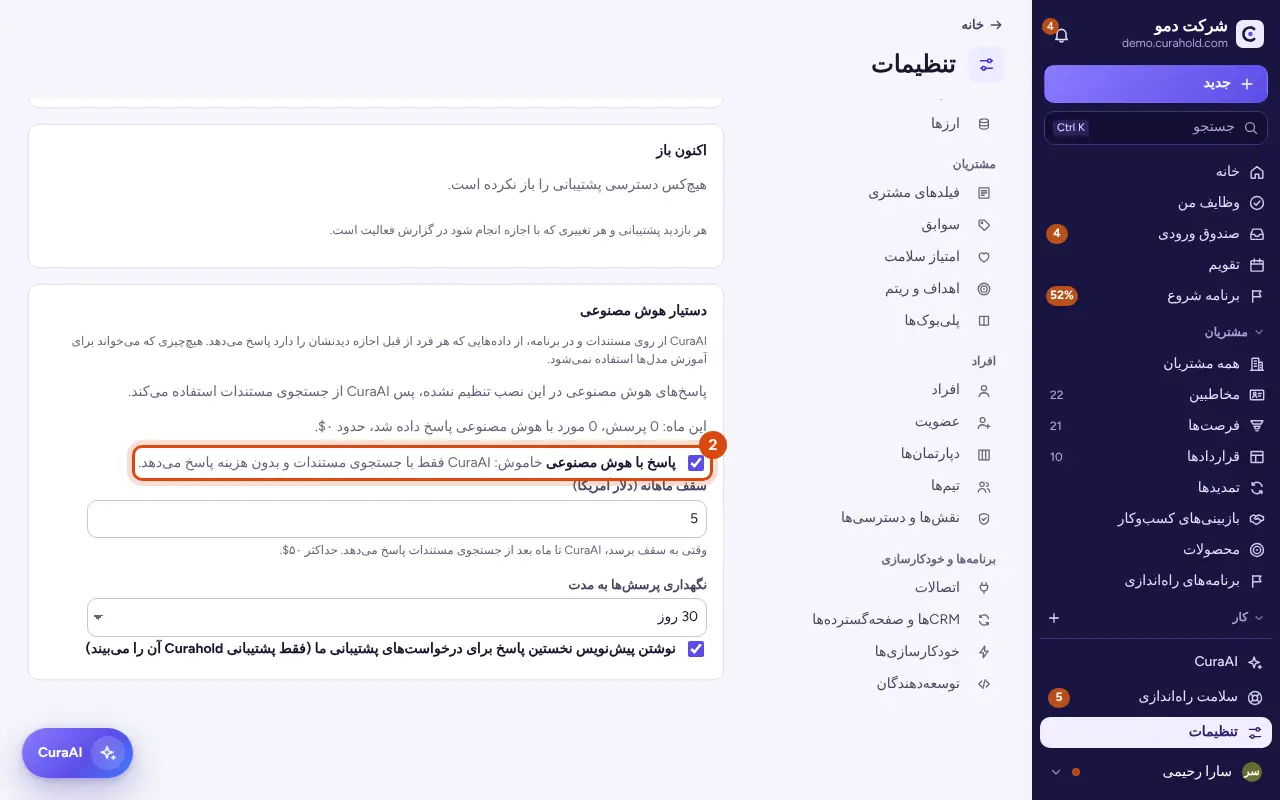 شرکت دمو
demo.curahold.com
4
جدید
جستجو
Ctrl K
خانه
وظایف من
صندوق ورودی
4
تقویم
برنامه شروع
52%
مشتریان
همه مشتریان
مخاطبین
22
فرصت‌ها
21
قراردادها
10
تمدیدها
بازبینی‌های کسب‌وکار
محصولات
برنامه‌های راه‌اندازی
کار
CuraAI
سلامت راه‌اندازی
5
تنظیمات
سر
سارا رحیمی
خانه
تنظیمات
ارزها
مشتریان
فیلدهای مشتری
سوابق
امتیاز سلامت
اهداف و ریتم
پلی‌بوک‌ها
افراد
افراد
عضویت
دپارتمان‌ها
تیم‌ها
نقش‌ها و دسترسی‌ها
برنامه‌ها و خودکارسازی
اتصالات
CRMها و صفحه‌گسترده‌ها
خودکارسازی‌ها
توسعه‌دهندگان
اکنون باز
هیچ‌کس دسترسی پشتیبانی را باز نکرده است.
هر بازدید پشتیبانی و هر تغییری که با اجازه انجام شود در گزارش فعالیت است.
دستیار هوش مصنوعی
CuraAI از روی مستندات و در برنامه، از داده‌هایی که هر فرد از قبل اجازه دیدنشان را دارد پاسخ می‌دهد. هیچ‌چیزی که می‌خواند برای
آموزش مدل‌ها استفاده نمی‌شود.
پاسخ‌های هوش مصنوعی در این نصب تنظیم نشده، پس CuraAI از جستجوی مستندات استفاده می‌کند.
این ماه: 0 پرسش، 0 مورد با هوش مصنوعی پاسخ داده شد، حدود ۰$.
2
پاسخ با هوش مصنوعی خاموش: CuraAI فقط با جستجوی مستندات و بدون هزینه پاسخ می‌دهد.
سقف ماهانه (دلار آمریکا)
5
وقتی به سقف برسد، CuraAI تا ماه بعد از جستجوی مستندات پاسخ می‌دهد. حداکثر ۵۰$.
نگهداری پرسش‌ها به مدت
30 روز
نوشتن پیش‌نویس نخستین پاسخ برای درخواست‌های پشتیبانی ما (فقط پشتیبانی Curahold آن را می‌بیند)
CuraAI